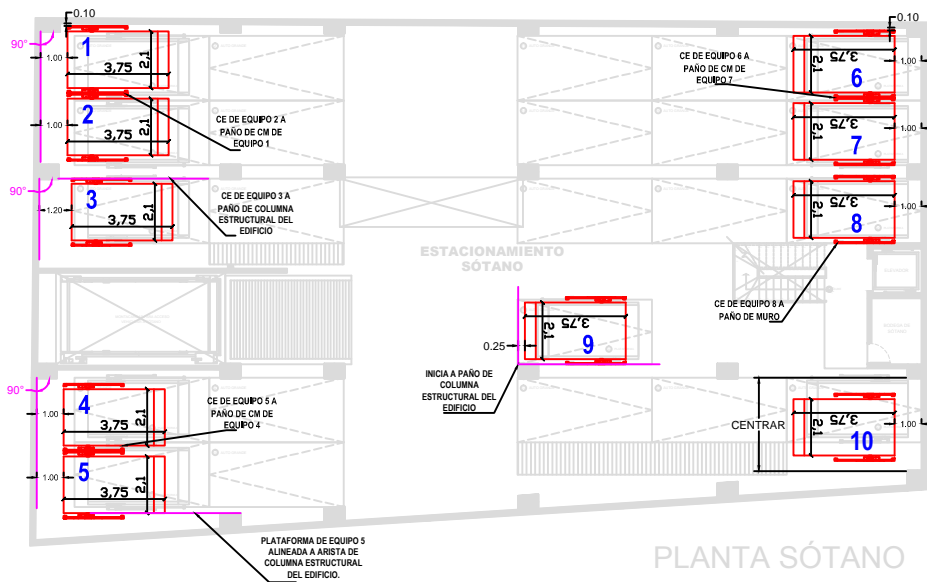 0.10
0.10
90°
1
1.00
3,75
2,1
2
1.00
3,75
2,1
CE DE EQUIPO 2 A
PAÑO DE CM DE
EQUIPO 1
CE DE EQUIPO 6 A
PAÑO DE CM DE
EQUIPO 7
6
1.00
3,75
2,1
7
1.00
3,75
2,1
90°
3
1.20
3,75
2,1
CE DE EQUIPO 3 A
PAÑO DE COLUMNA
ESTRUCTURAL DEL
EDIFICIO
8
1.00
3,75
2,1
ESTACIONAMIENTO
SÓTANO
CE DE EQUIPO 8 A
PAÑO DE MURO
9
0.25
3,75
2,1
INICIA A PAÑO DE
COLUMNA
ESTRUCTURAL DEL
EDIFICIO
90°
4
1.00
3,75
2,1
CE DE EQUIPO 5 A
PAÑO DE CM DE
EQUIPO 4
5
1.00
3,75
2,1
CENTRAR
10
1.00
3,75
2,1
PLATAFORMA DE EQUIPO 5
ALINEADA A ARISTA DE
COLUMNA ESTRUCTURAL
DEL EDIFICIO.
PLANTA SÓTANO